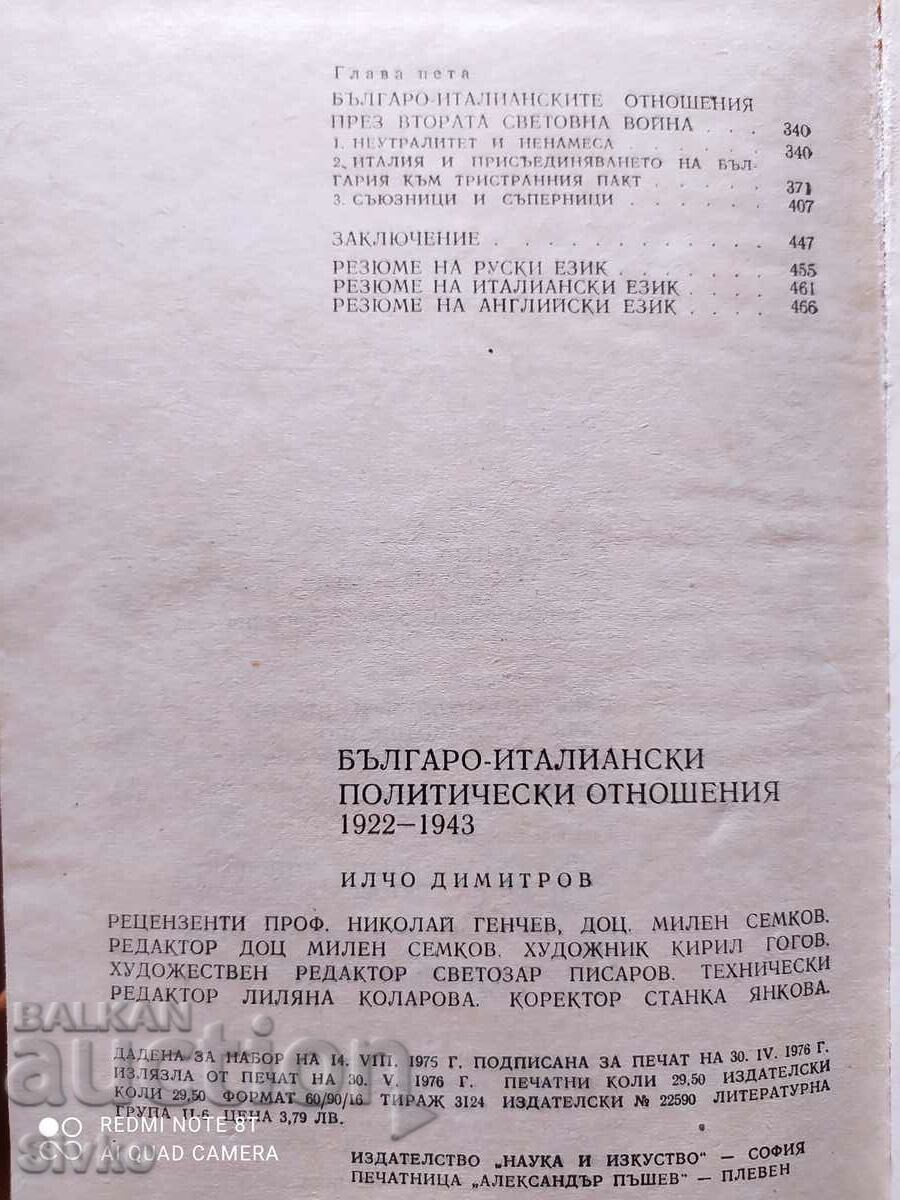 Глава пета
БЪЛГАРО-ИТАЛИАНСКИТЕ ОТНОШЕНИЯ
ПРЕЗ ВТОРАТА СВЕТОВНА ВОЙНА . . . 340
1. НЕУТРАЛИТЕТ И НЕНАМЕСА . . . . . . 340
2. ИТАЛИЯ И ПРИСЪЕДИНЯВАНЕТО НА БЪЛ-
ГАРИЯ КЪМ ТРИСТРАННИЯ ПАКТ . . . . . 371
3. СЪЮЗНИЦИ И СЪПЕРНИЦИ . . . . . . 407
ЗАКЛЮЧЕНИЕ . . . . . . . . . . . 447
РЕЗЮМЕ НА РУСКИ ЕЗИК . . . . . . . 455
РЕЗЮМЕ НА ИТАЛИАНСКИ ЕЗИК . . . . 461
РЕЗЮМЕ НА АНГЛИЙСКИ ЕЗИК . . . . 466
БЪЛГАРО-ИТАЛИАНСКИ
ПОЛИТИЧЕСКИ ОТНОШЕНИЯ
1922–1943
ИЛЧО ДИМИТРОВ
РЕЦЕНЗЕНТИ ПРОФ. НИКОЛАЙ ГЕНЧЕВ, ДОЦ. МИЛЕН СЕМКОВ.
РЕДАКТОР ДОЦ МИЛЕН СЕМКОВ. ХУДОЖНИК КИРИЛ ГОГОВ.
ХУДОЖЕСТВЕН РЕДАКТОР СВЕТОЗАР ПИСАРОВ. ТЕХНИЧЕСКИ
РЕДАКТОР ЛИЛЯНА КОЛАРОВА. КОРЕКТОР СТАНКА ЯНКОВА.
ДАДЕНА ЗА НАБОР НА 14. VIII. 1975 Г. ПОДПИСАНА ЗА ПЕЧАТ НА 30. IV. 1976 Г.
ИЗЛЯЗЛА ОТ ПЕЧАТ НА 30. V. 1976 Г. ПЕЧАТНИ КОЛИ 29,50 ИЗДАТЕЛСКИ
КОЛИ 29,50 ФОРМАТ 60/90/16 ТИРАЖ 3124 ИЗДАТЕЛСКИ № 22590 ЛИТЕРАТУРНА
ГРУПА II-6 ЦЕНА 3,79 ЛВ.
ИЗДАТЕЛСТВО „НАУКА И ИЗКУСТВО“ – СОФИЯ
ПЕЧАТНИЦА „АЛЕКСАНДЪР ПЪШЕВ“ – ПЛЕВЕН
BALKAN
auction
Sivko
REDMI NOTE 8T
AI QUAD CAMERA